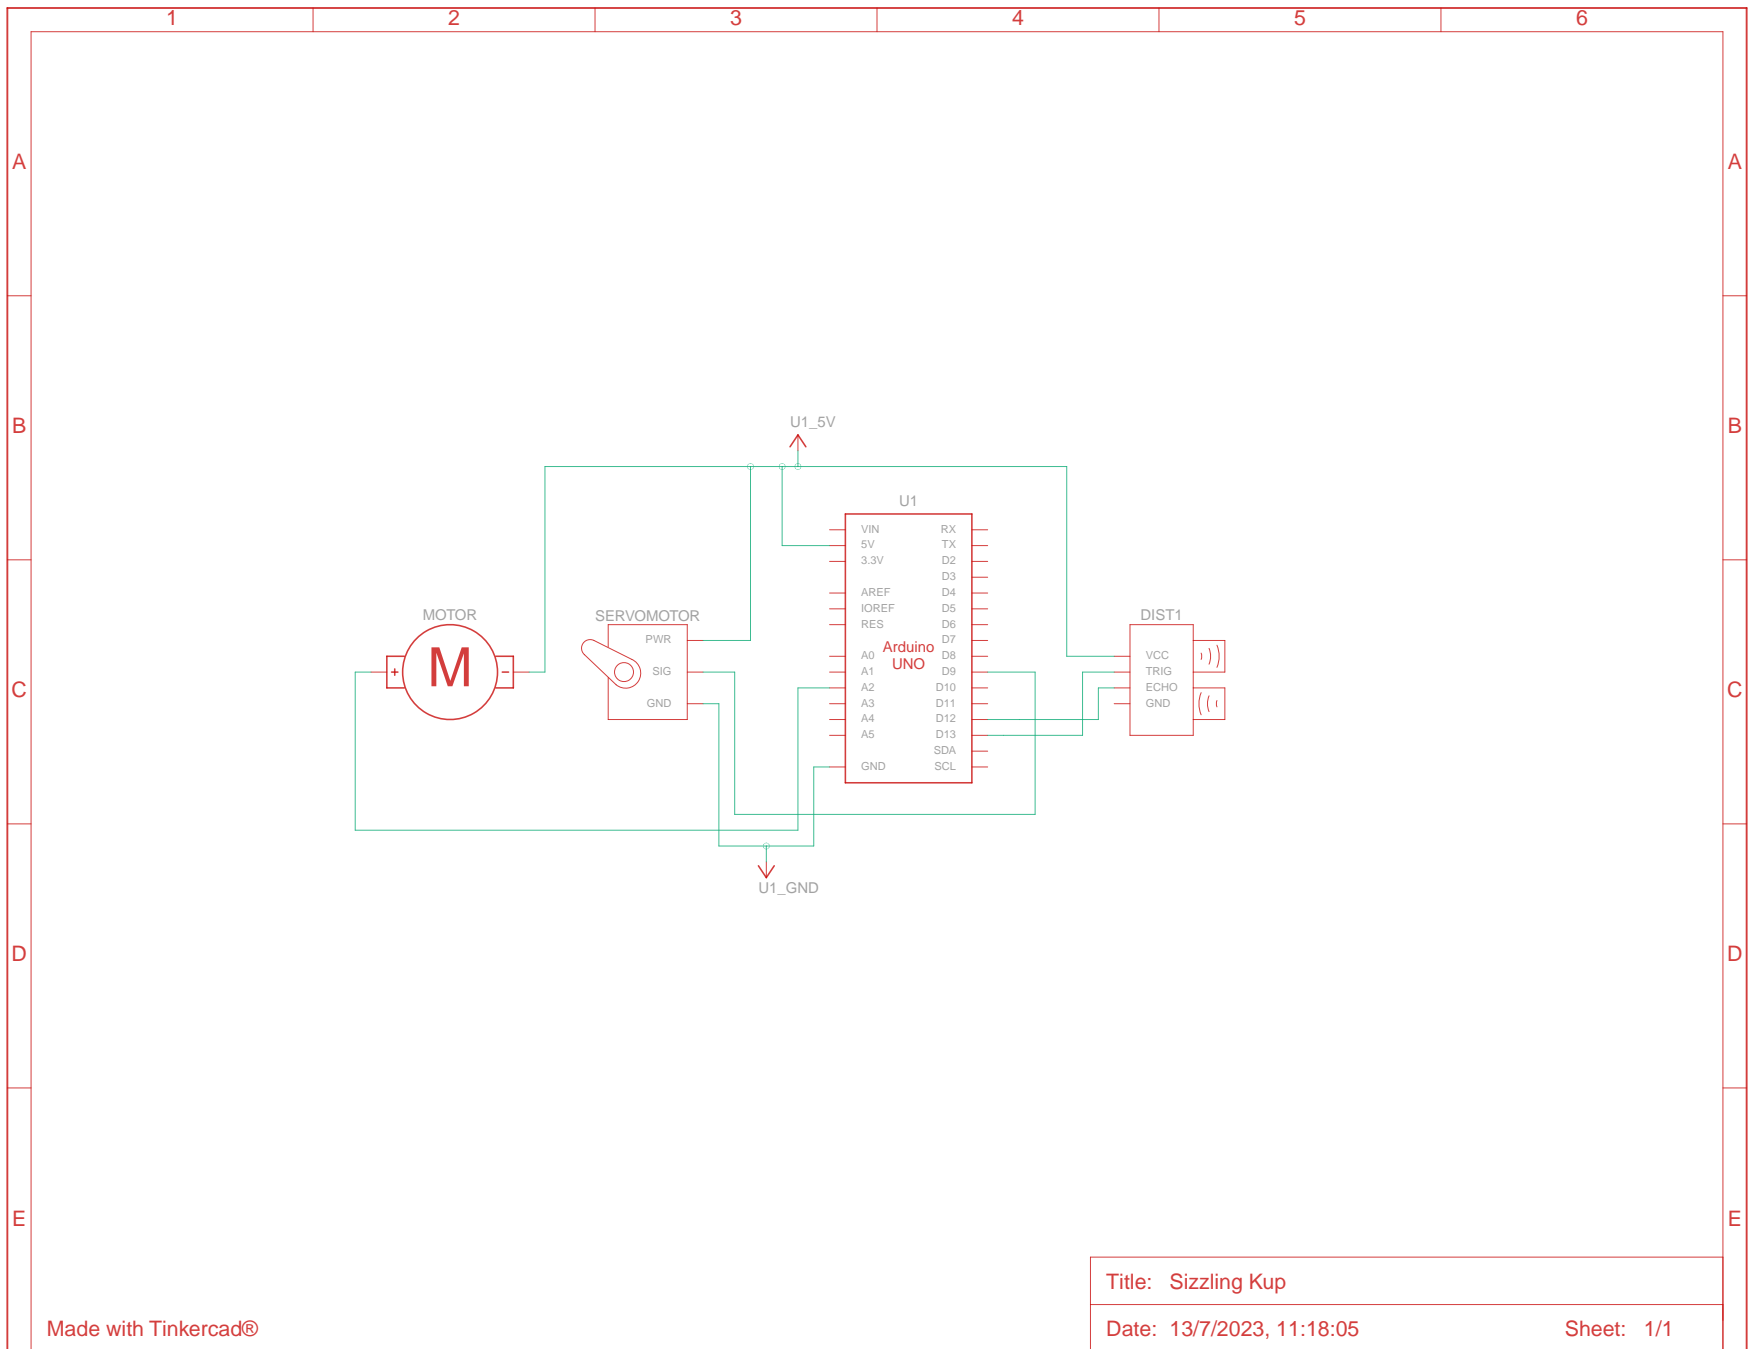 1 2 3 4 5 6
A A
B B
U1_5V
U1
VIN RX
5V TX
3.3V D2
D3
AREF D4
IOREF D5
RES D6
D7
A0 D8
A1 D9
A2 D10
A3 D11
A4 D12
A5 D13
SDA
GND SCL
Arduino
UNO
MOTOR
+ M -
SERVOMOTOR
PWR
SIG
GND
DIST1
VCC
TRIG
ECHO
GND
C C
U1_GND
D D
E E
Title: Sizzling Kup
Made with Tinkercad®
Date: 13/7/2023, 11:18:05 Sheet: 1/1